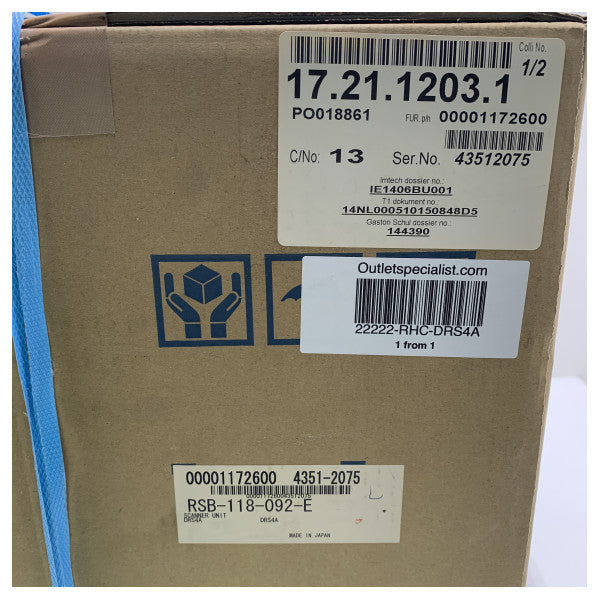 Colli No.
17.21.1203.1 1/2
PO018861 FUR. p/n 00001172600
C/No: 13 Ser.No. 43512075
Imtech dossier no.:
IE1406BU001
T1 dokument no.:
14NL000510150848D5
Gaston Schul dossier no.:
144390
Outletspecialist.com
22222-RHC-DRS4A
1 from 1
00001172600 4351-2075
0000117260043512075
RSB-118-092-E
SCANNER UNIT
DRS4A DRS4A
MADE IN JAPAN